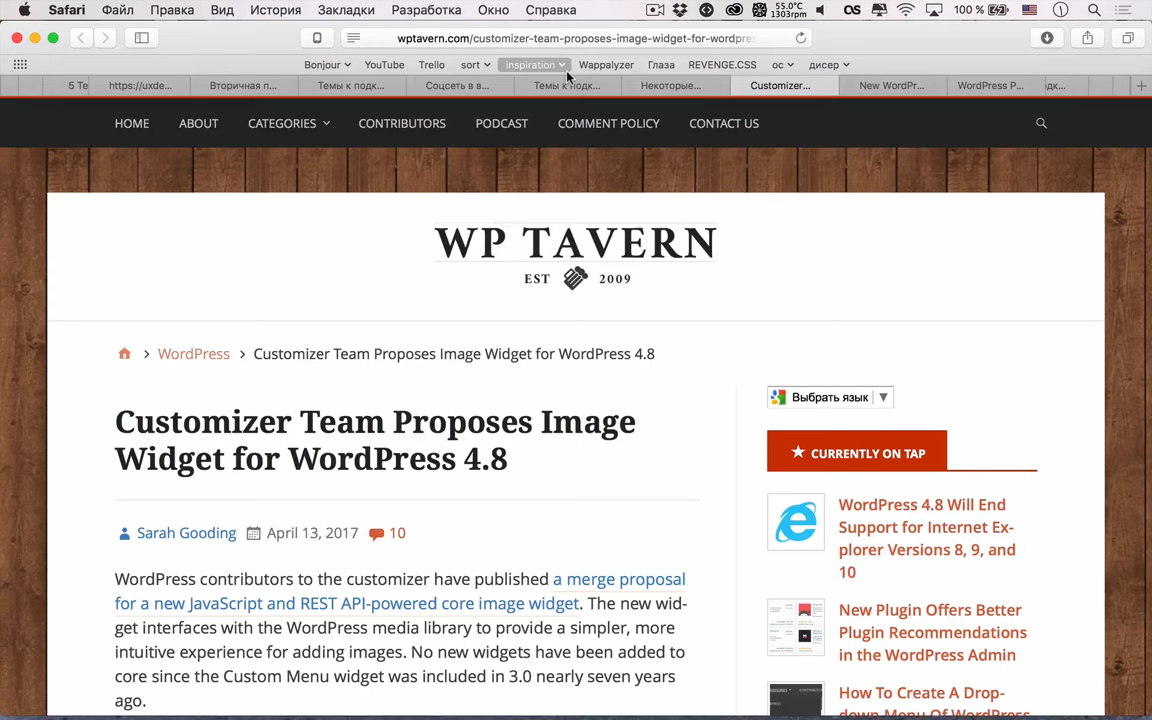 Safari Файл Правка Вид История Закладки Разработка Окно Справка 55.0°C 1303rpm 100 %
wptavern.com/customizer-team-proposes-image-widget-for-wordpre
Bonjour YouTube Trello sort inspiration Wappalyzer Глаза REVENGE.CSS ос дисер
5 Те https://uxde... Вторичная п... Темы к подк... Соцсеть в в... Темы к подк... Некоторые... Customizer... New WordPr... WordPress P...
HOME ABOUT CATEGORIES CONTRIBUTORS PODCAST COMMENT POLICY CONTACT US
WP TAVERN
EST 2009
WordPress Customizer Team Proposes Image Widget for WordPress 4.8
Customizer Team Proposes Image
Widget for WordPress 4.8
Sarah Gooding April 13, 2017 10
WordPress contributors to the customizer have published a merge proposal
for a new JavaScript and REST API-powered core image widget. The new wid-
get interfaces with the WordPress media library to provide a simpler, more
intuitive experience for adding images. No new widgets have been added to
core since the Custom Menu widget was included in 3.0 nearly seven years
ago.
Выбрать язык ▼
CURRENTLY ON TAP
WordPress 4.8 Will End
Support for Internet Ex-
plorer Versions 8, 9, and
10
New Plugin Offers Better
Plugin Recommendations
in the WordPress Admin
How To Create A Drop-
down Menu Of WordPress